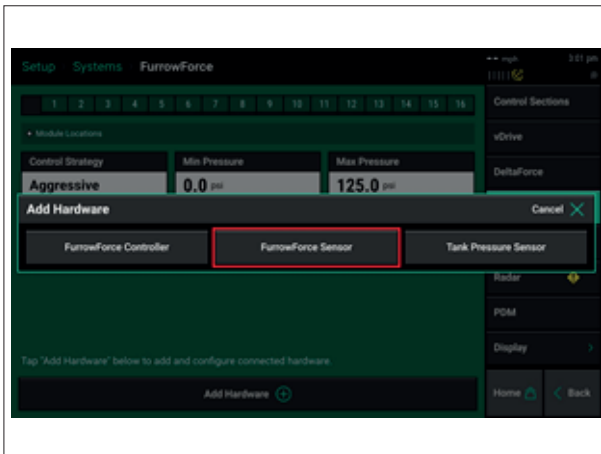 Setup Systems FurrowForce
-- mph 3:51 pm
1 2 3 4 5 6 7 8 9 10 11 12 13 14 15 16
Control Sections
• Module Locations
vDrive
Control Strategy Min Pressure Max Pressure
DeltaForce
Aggressive 0.0 psi 125.0 psi
Add Hardware Cancel
FurrowForce Controller FurrowForce Sensor Tank Pressure Sensor
Radar
PDM
Display
Tap "Add Hardware" below to add and configure connected hardware.
Add Hardware
Home Back